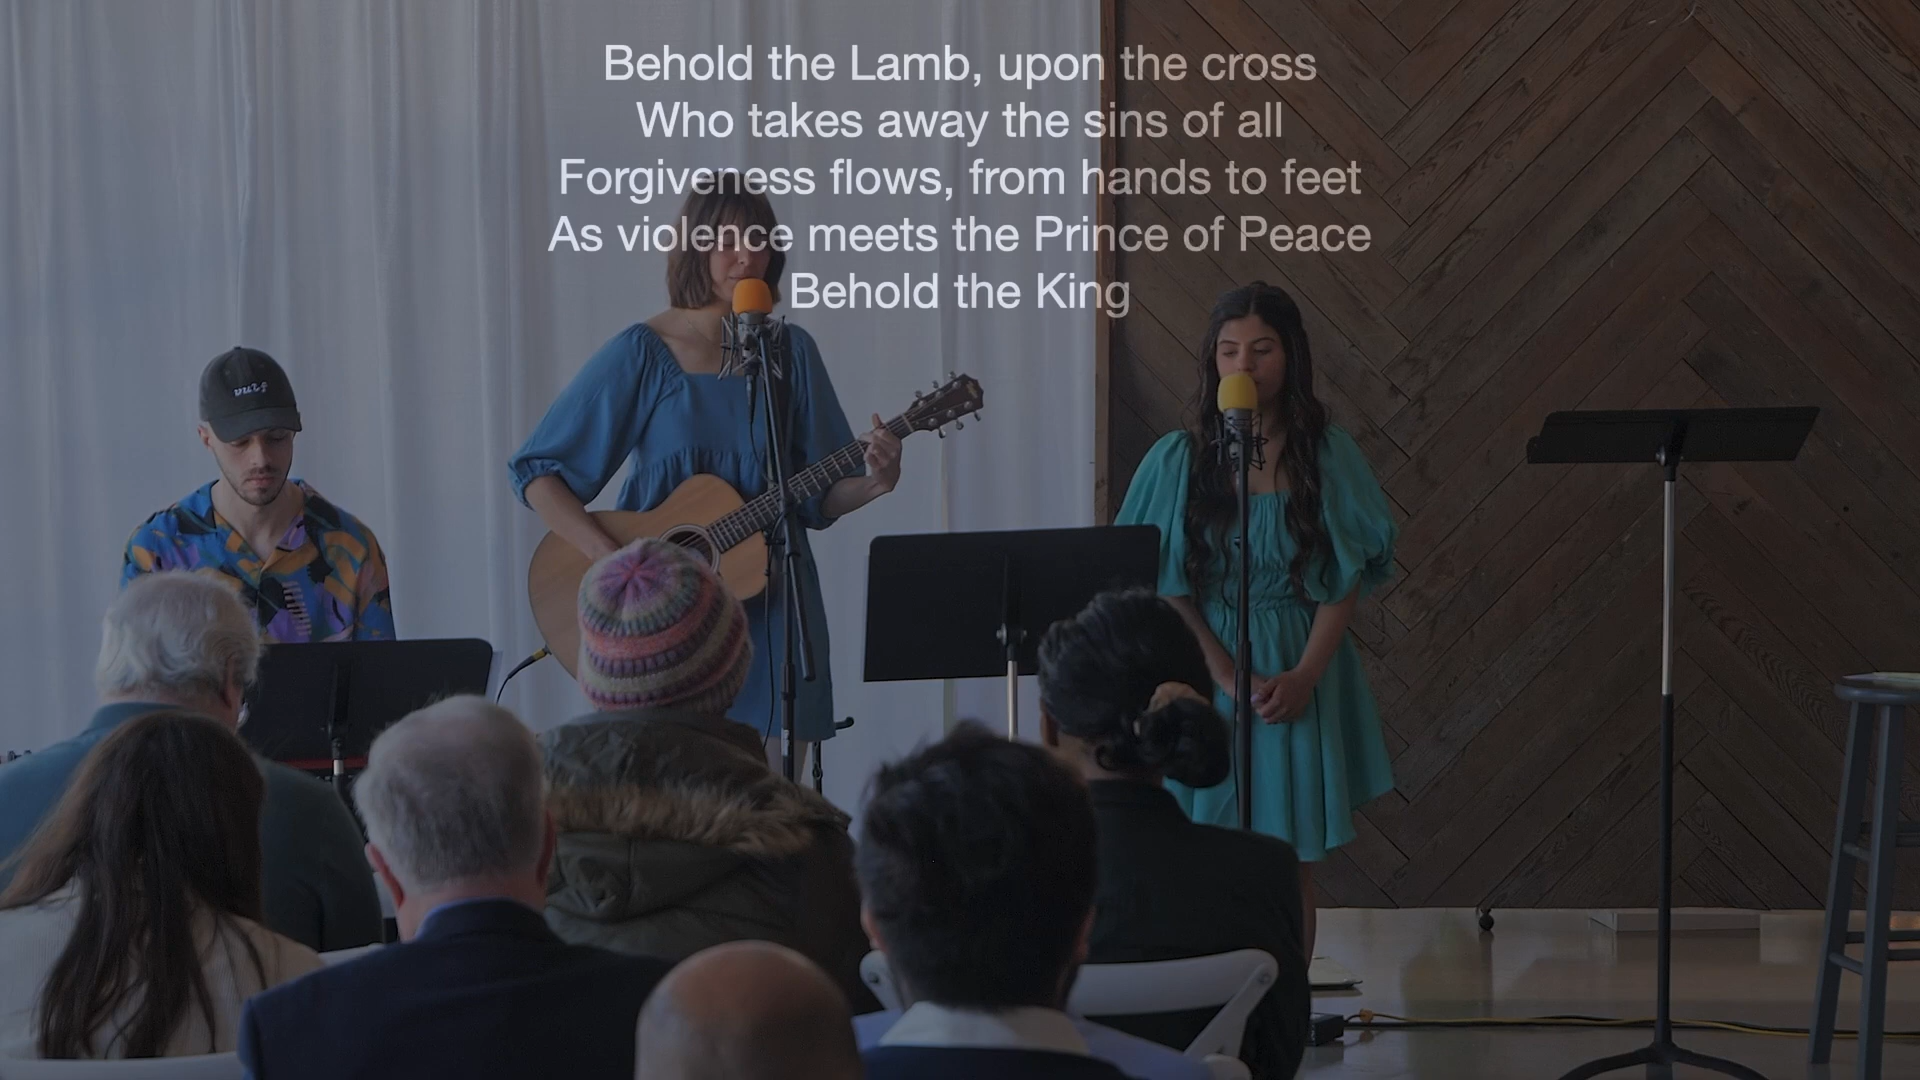 Behold the Lamb, upon the cross
Who takes away the sins of all
Forgiveness flows, from hands to feet
As violence meets the Prince of Peace
Behold the King